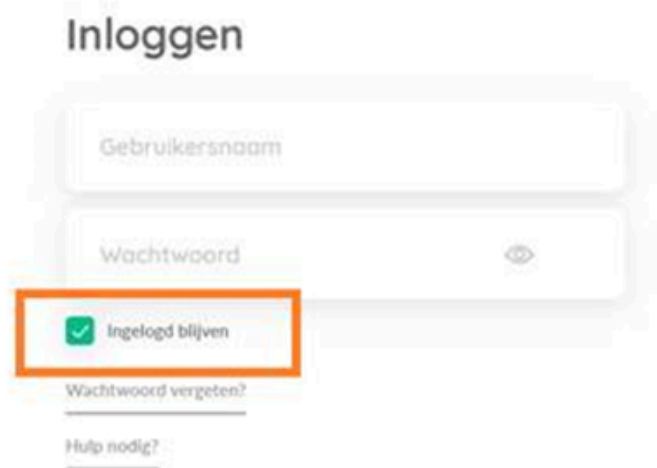 Inloggen
Gebruikersnaam
Wachtwoord
Ingelogd blijven
Wachtwoord vergeten?
Hulp nodig?